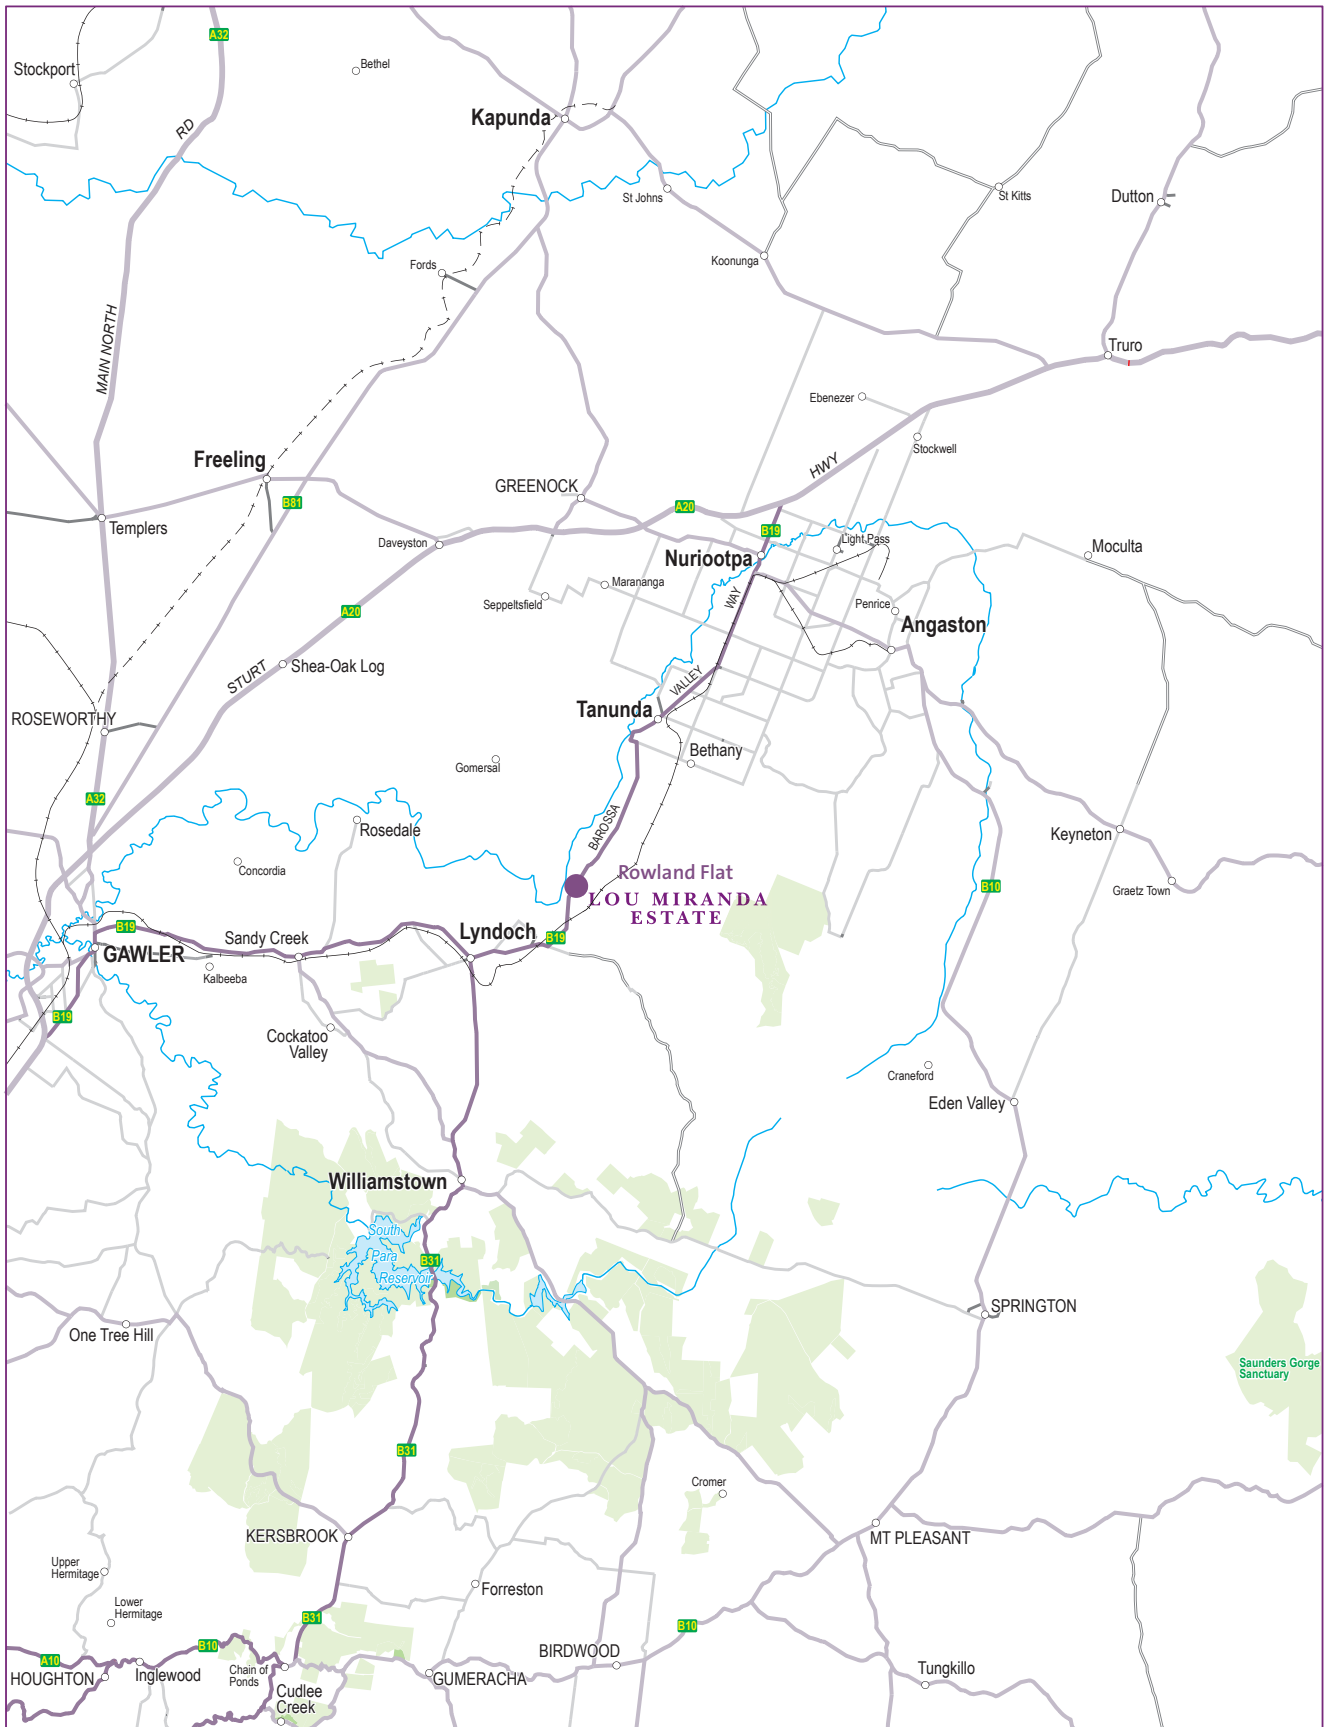 A32
Stockport
Bethel
Kapunda
RD
St Johns
St Kitts
Dutton
Koonunga
Fords
MAIN NORTH
Truro
Ebenezer
Stockwell
HWY
Freeling
B81
GREENOCK
A20
B19
Templers
Daveyston
Nuriootpa
Light Pass
Moculta
Marananga
Seppeltsfield
WAY
Penrice
A20
Angaston
STURT
Shea-Oak Log
VALLEY
Tanunda
ROSEWORTHY
Bethany
Gomersal
A32
Rosedale
BAROSSA
Keyneton
Concordia
Rowland Flat
LOU MIRANDA
ESTATE
B10
Graetz Town
B19
Sandy Creek
Lyndoch
B19
GAWLER
Kalbeeba
B19
Cockatoo
Valley
Craneford
Eden Valley
Williamstown
South
Para
Reservoir
B31
SPRINGTON
One Tree Hill
Saunders Gorge
Sanctuary
B31
Cromer
KERSBROOK
MT PLEASANT
Upper
Hermitage
Forreston
Lower
Hermitage
B31
B10
B10
A10
HOUGHTON
Inglewood
Chain of
Ponds
BIRDWOOD
GUMERACHA
Tungkillo
Cudlee
Creek